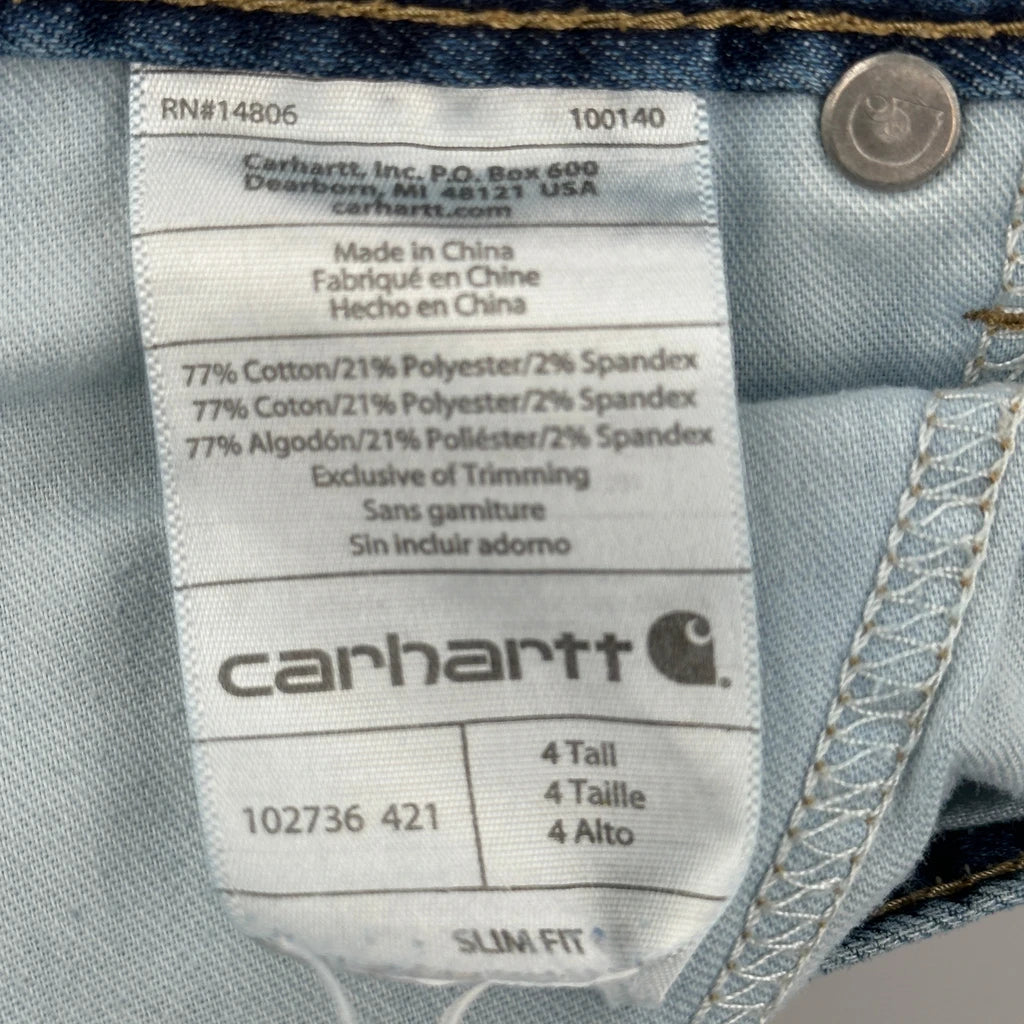 RN#14806 100140
Carhartt, Inc. P.O. Box 600
Dearborn, MI 48121 USA
carhartt.com
Made in China
Fabriqué en Chine
Hecho en China
77% Cotton/21% Polyester/2% Spandex
77% Coton/21% Polyester/2% Spandex
77% Algodón/21% Poliéster/2% Spandex
Exclusive of Trimming
Sans garniture
Sin incluir adorno
carhartt
102736 421
4 Tall
4 Taille
4 Alto
SLIM FIT